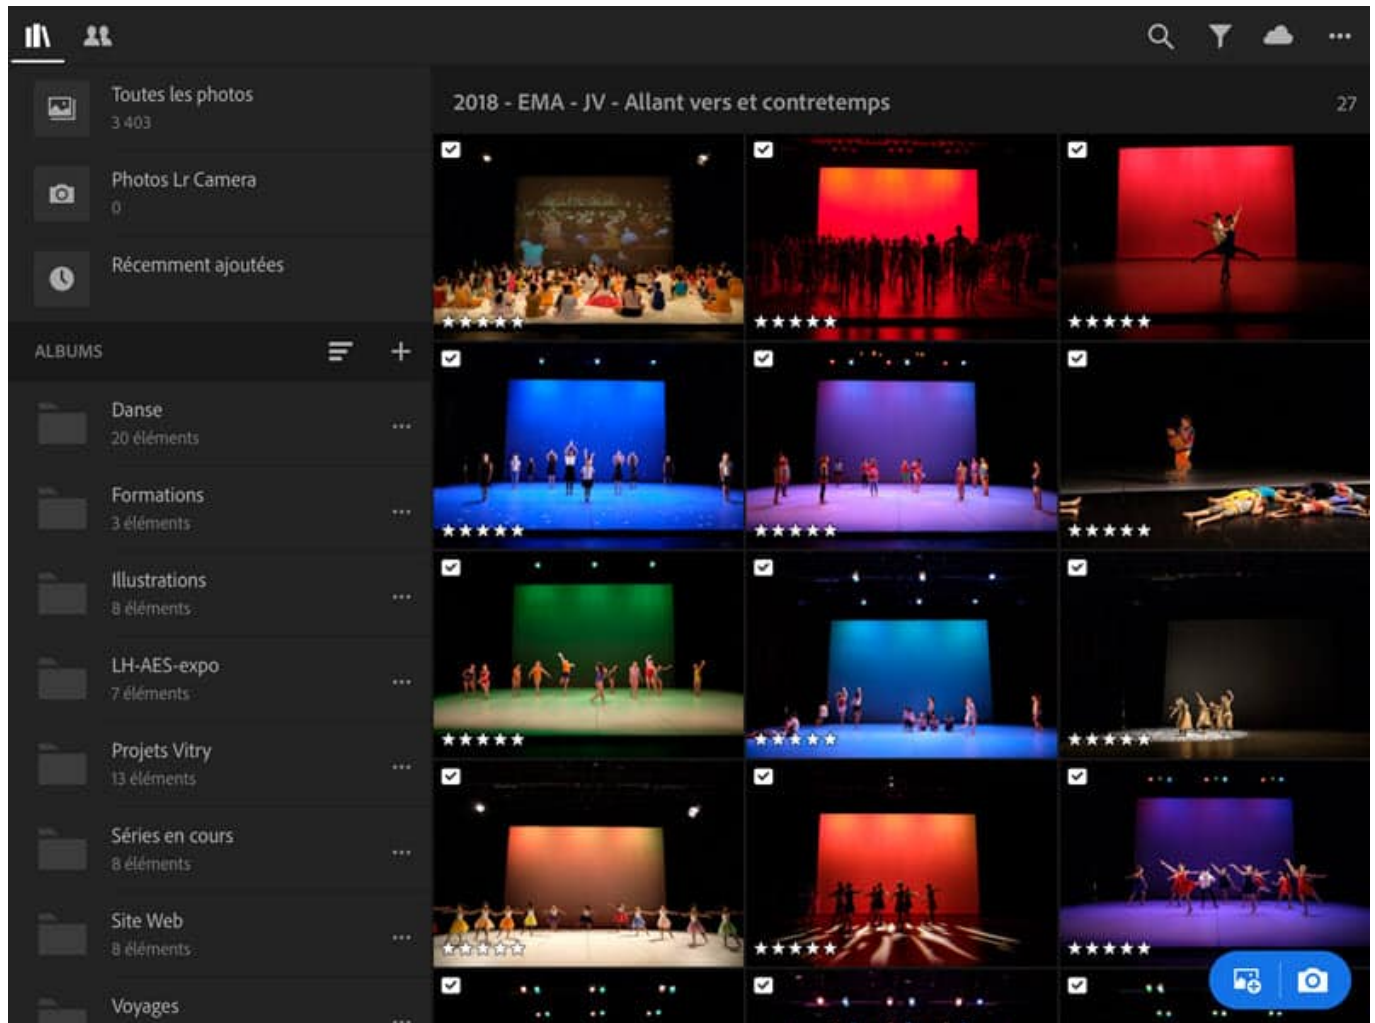 Toutes les photos
3 403
Photos Lr Camera
0
Récemment ajoutées
ALBUMS
Danse
20 éléments
Formations
3 éléments
Illustrations
8 éléments
LH-AES-expo
7 éléments
Projets Vitry
13 éléments
Séries en cours
8 éléments
Site Web
8 éléments
Voyages
2018 - EMA - JV - Allant vers et contretemps
27